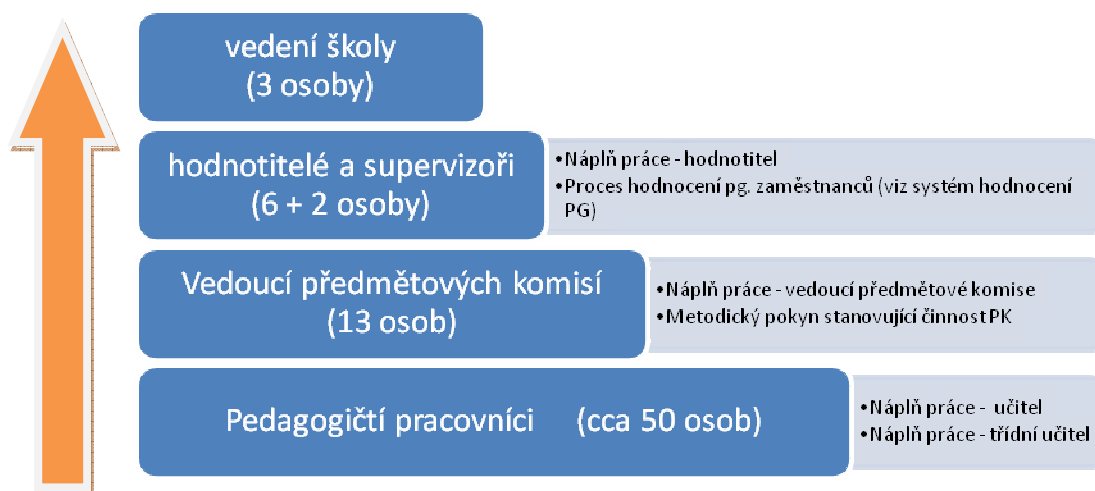 vedení školy
(3 osoby)
hodnotitelé a supervizoři
(6 + 2 osoby)
•Náplň práce - hodnotitel
•Proces hodnocení pg. zaměstnanců (viz systém hodnocení
PG)
Vedoucí předmětových komisí
(13 osob)
•Náplň práce - vedoucí předmětové komise
•Metodický pokyn stanovující činnost PK
Pedagogičtí pracovníci (cca 50 osob)
•Náplň práce - učitel
•Náplň práce - třídní učitel